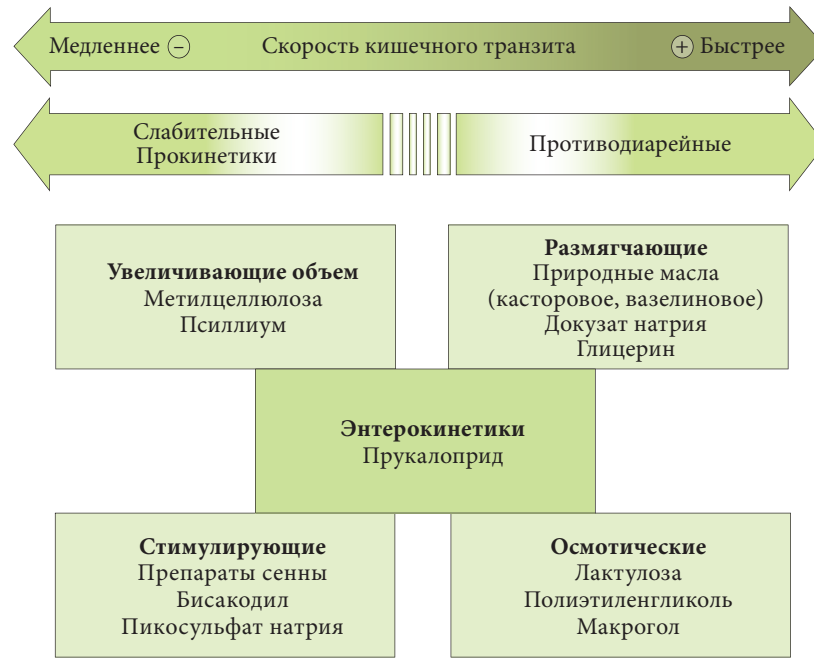 Медленнее − Скорость кишечного транзита + Быстрее
Слабительные
Прокинетики
Противодиарейные
Увеличивающие объем
Метилцеллюлоза
Псиллиум
Размягчающие
Природные масла
(касторовое, вазелиновое)
Докузат натрия
Глицерин
Энтерокинетики
Прукалоприд
Стимулирующие
Препараты сенны
Бисакодил
Пикосульфат натрия
Осмотические
Лактулоза
Полиэтиленгликоль
Макрогол